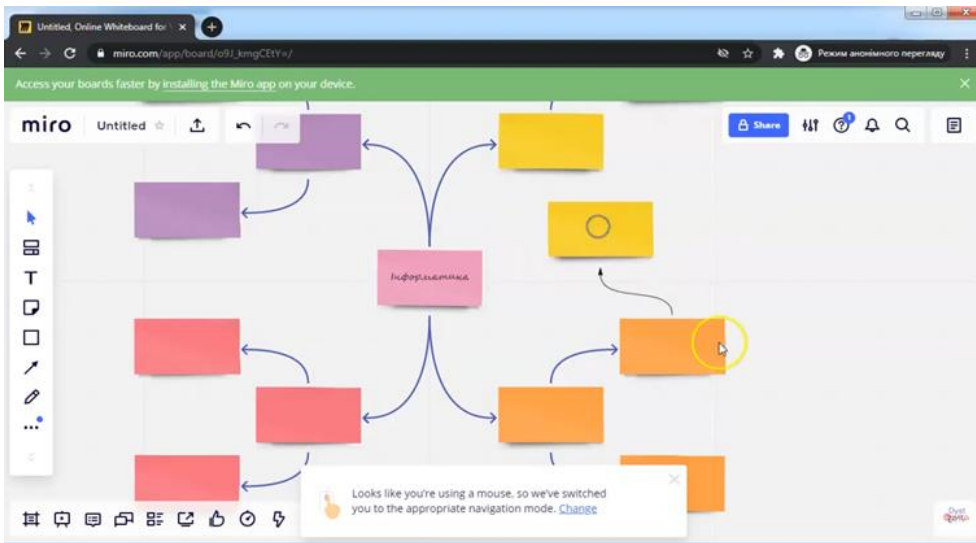 Untitled, Online Whiteboard for
miro.com/app/board/o9J_kmgCEtY=/
Режим анонімного перегляду
Access your boards faster by installing the Miro app on your device.
miro
Untitled
Share
1
Інформатика
Looks like you're using a mouse, so we've switched
you to the appropriate navigation mode. Change